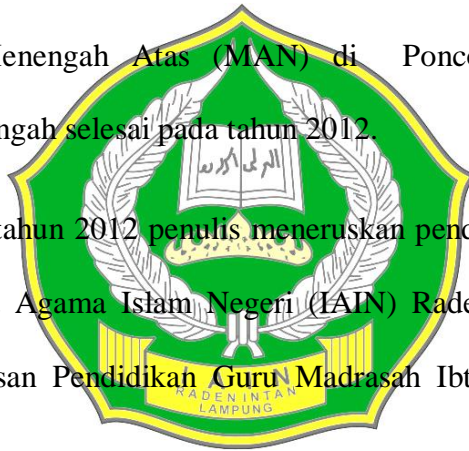 Menengah Atas (MAN) di Ponco
ngah selesai pada tahun 2012.
tahun 2012 penulis meneruskan pend
Agama Islam Negeri (IAIN) Rade
san Pendidikan Guru Madrasah Ibt
I A I N
RADEN INTAN
LAMPUNG